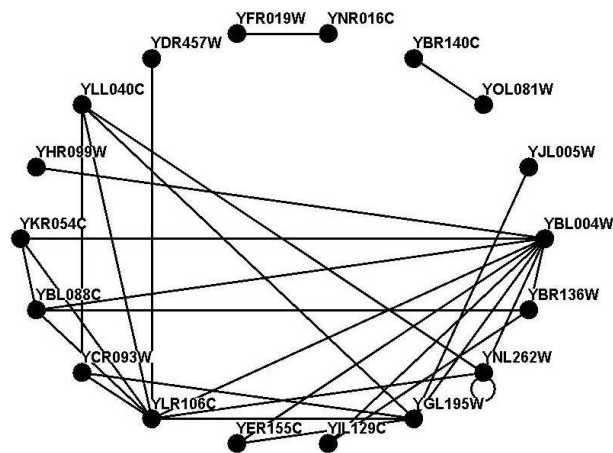 YFR019W
YNR016C
YDR457W
YBR140C
YLL040C
YOL081W
YHR099W
YJL005W
YKR054C
YBL004W
YBL088C
YBR136W
YCR093W
YNL262W
YLR106C
YGL195W
YER155C
YJL129C